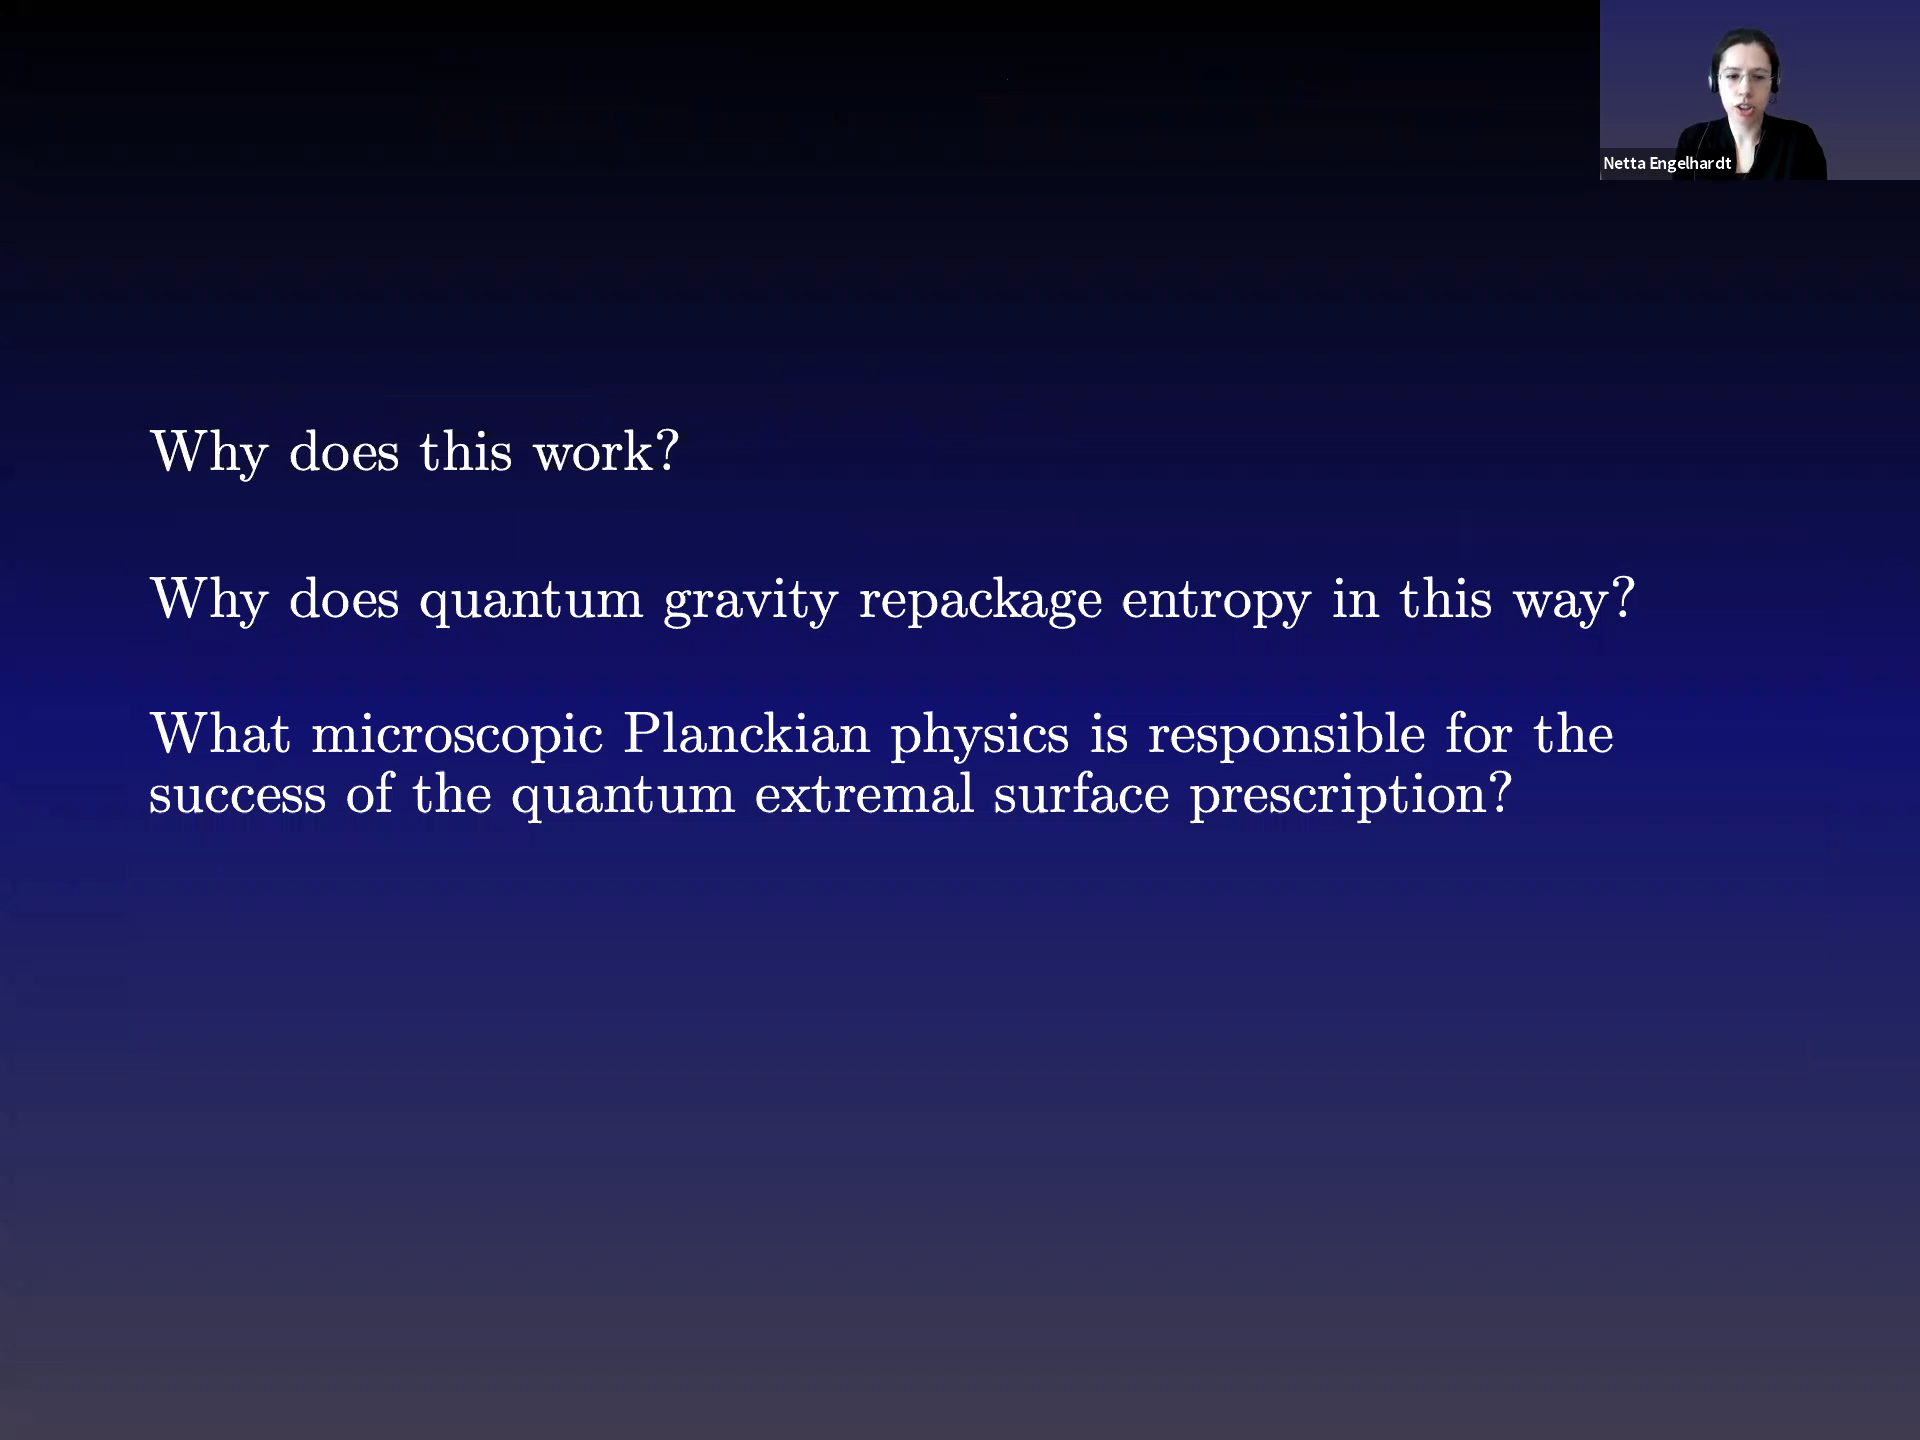 Netta Engelhardt
Why does this work?
Why does quantum gravity repackage entropy in this way?
What microscopic Planckian physics is responsible for the
success of the quantum extremal surface prescription?